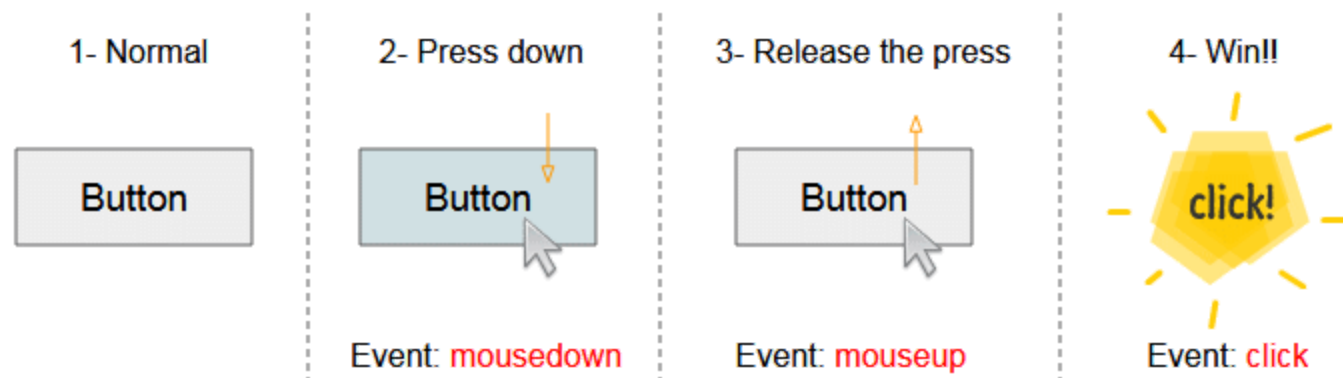 1- Normal
2- Press down
3- Release the press
4- Win!!
Button
Button
Button
click!
Event: mousedown
Event: mouseup
Event: click